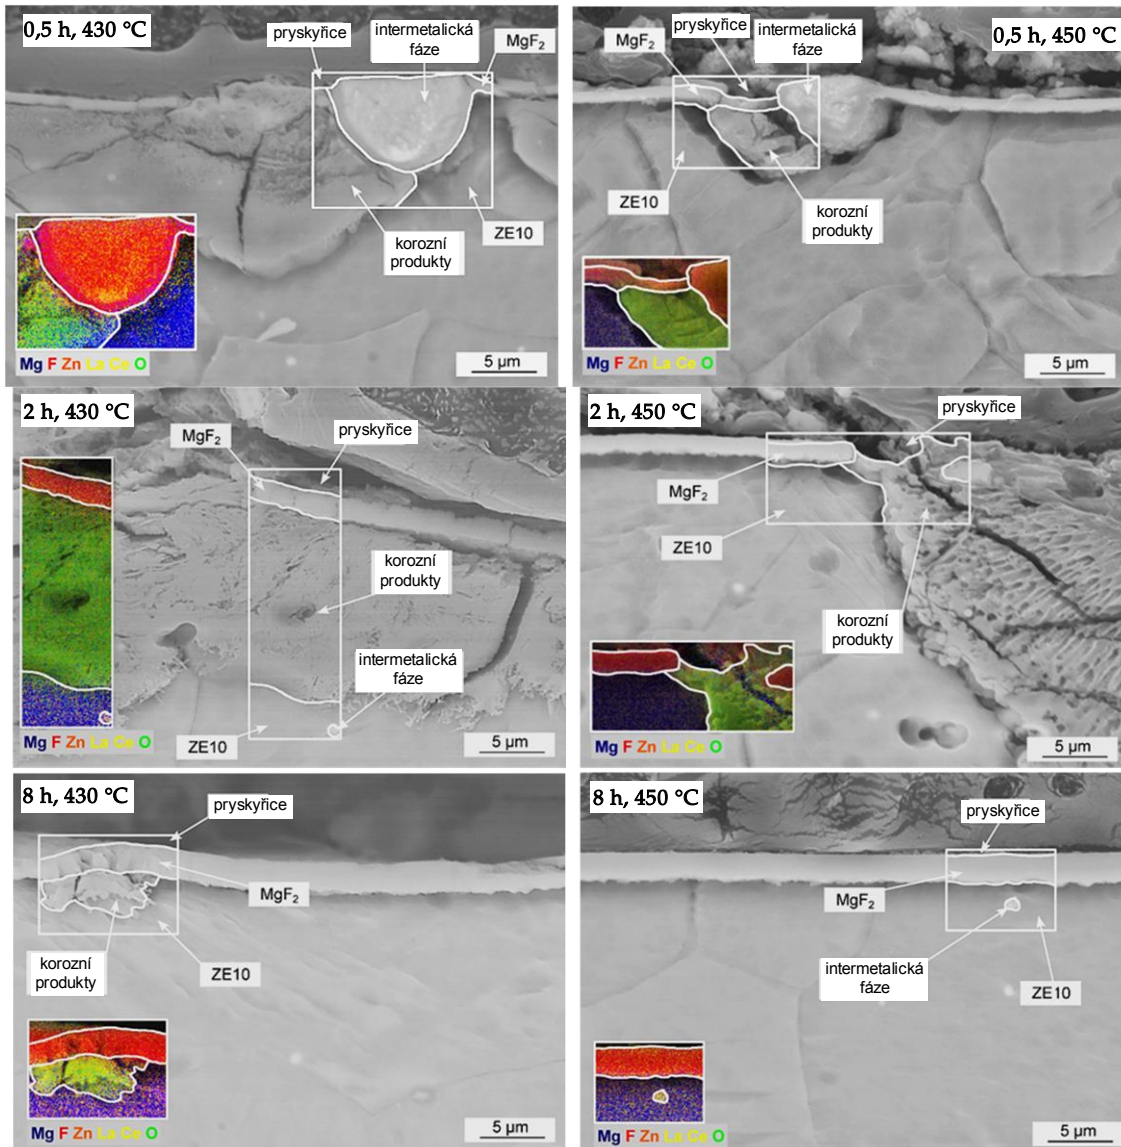 0,5 h, 430 °C
pryskyřice
intermetalická
fáze
MgF₂
korozní
produkty
ZE10
Mg F Zn La Ce O
5 µm
0,5 h, 450 °C
pryskyřice
MgF₂
intermetalická
fáze
ZE10
korozní
produkty
Mg F Zn La Ce O
5 µm
2 h, 430 °C
pryskyřice
MgF₂
korozní
produkty
intermetalická
fáze
ZE10
Mg F Zn La Ce O
5 µm
2 h, 450 °C
pryskyřice
MgF₂
ZE10
korozní
produkty
Mg F Zn La Ce O
5 µm
8 h, 430 °C
pryskyřice
MgF₂
korozní
produkty
ZE10
Mg F Zn La Ce O
5 µm
8 h, 450 °C
pryskyřice
MgF₂
intermetalická
fáze
ZE10
Mg F Zn La Ce O
5 µm